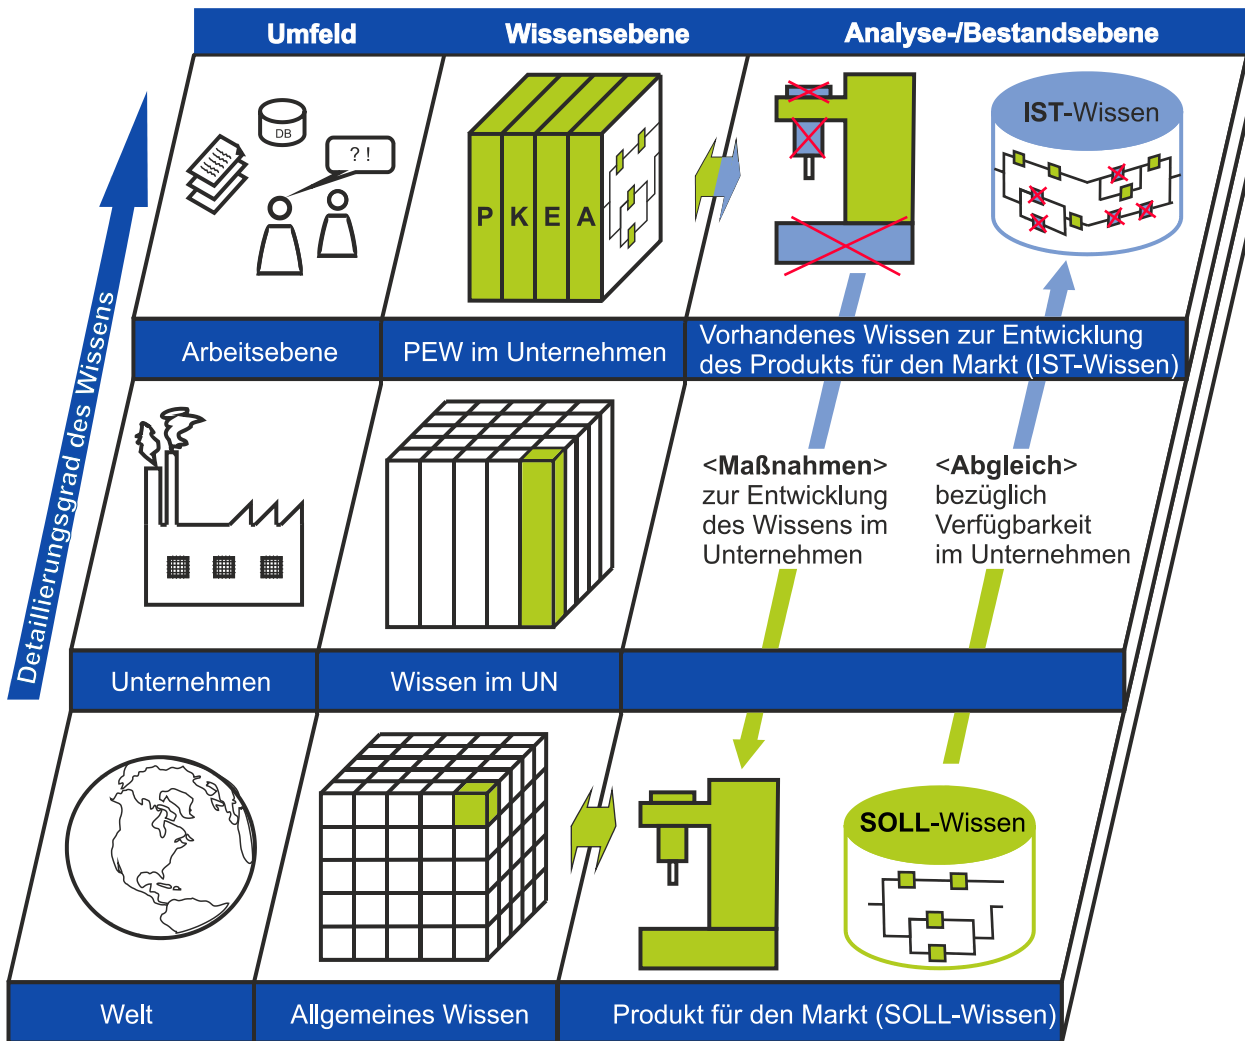 Umfeld
Wissensebene
Analyse-/Bestandsebene
Detaillierungsgrad des Wissens
DB
? !
P K E A
IST-Wissen
Arbeitsebene
PEW im Unternehmen
Vorhandenes Wissen zur Entwicklung
des Produkts für den Markt (IST-Wissen)
<Maßnahmen>
zur Entwicklung
des Wissens im
Unternehmen
<Abgleich>
bezüglich
Verfügbarkeit
im Unternehmen
Unternehmen
Wissen im UN
SOLL-Wissen
Welt
Allgemeines Wissen
Produkt für den Markt (SOLL-Wissen)